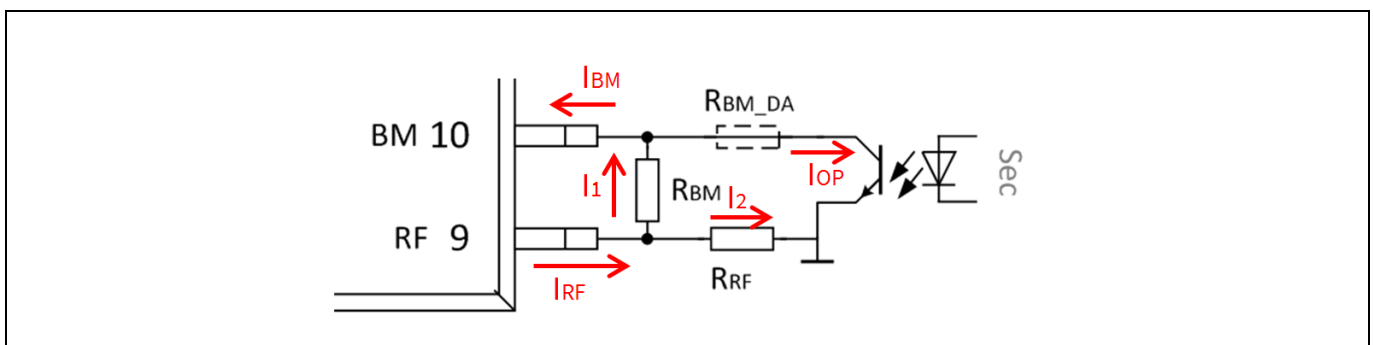 IBM
RBM_DA
BM 10
IOP
Sec
I1
RBM
I2
RF 9
IRF
RRF